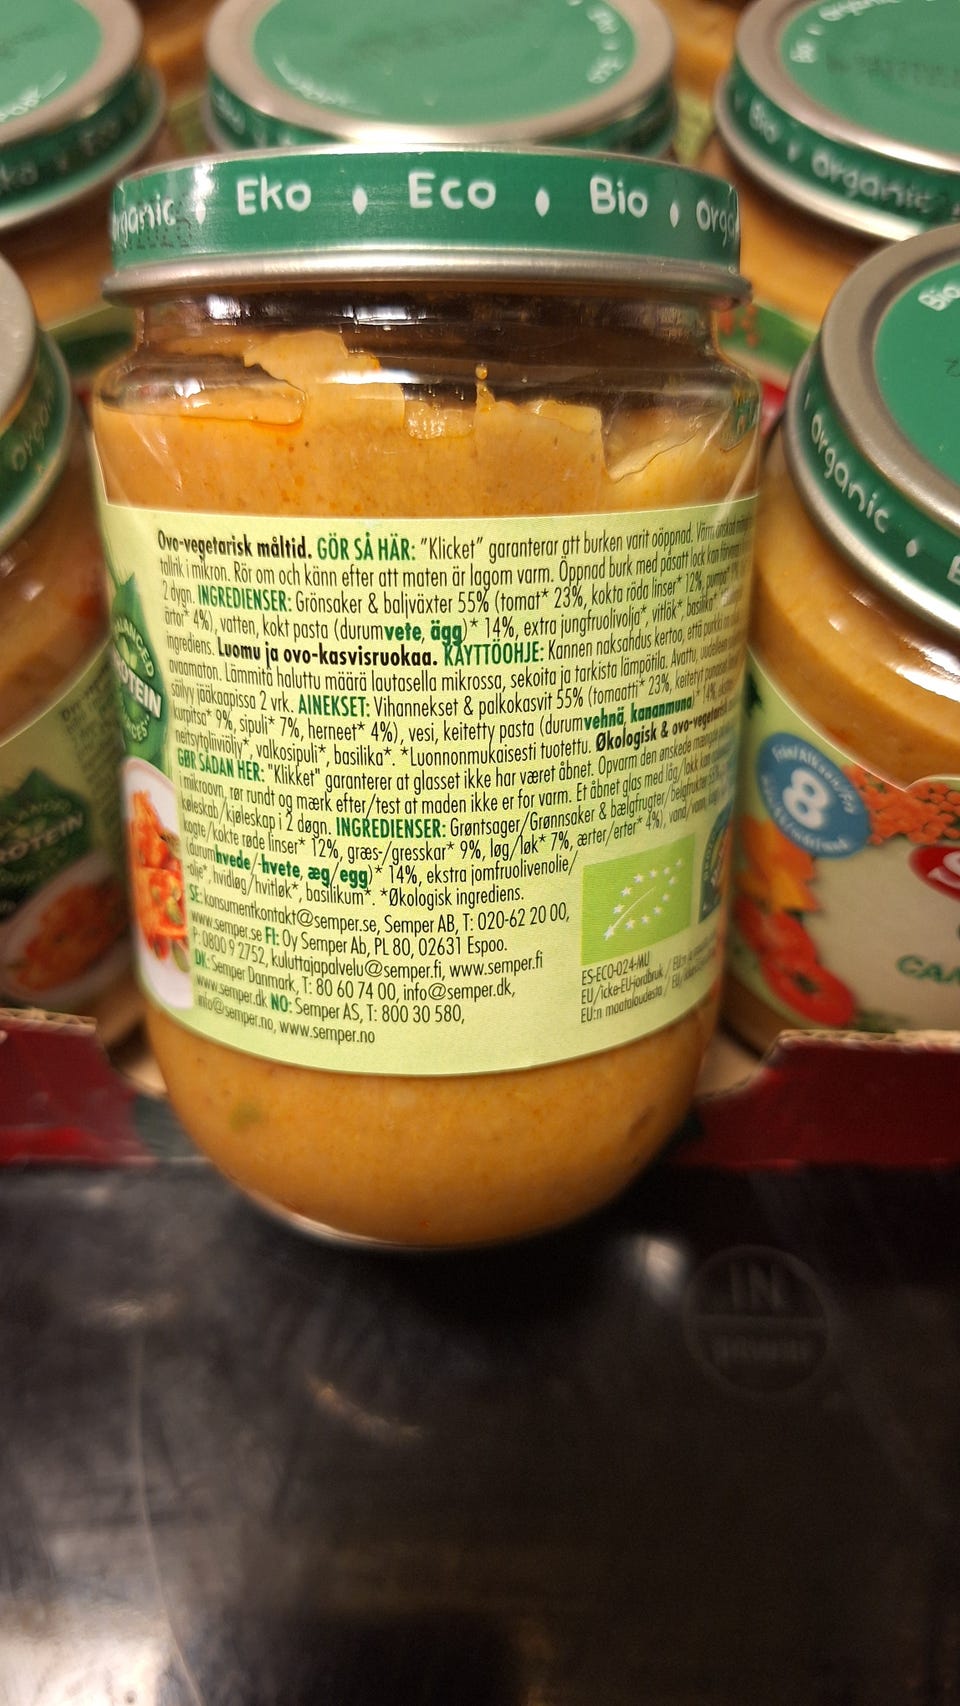 Eko Eco Bio
Ovo-vegetarisk måltid. GÖR SÅ HÄR: "Klicket" garanterar att burken varit oöppnad. Värm önskad
tallrik i mikron. Rör om och känn efter att maten är lagom varm. Öppnad burk med påsatt lock kan
2 dygn. INGREDIENSER: Grönsaker & baljväxter 55% (tomat* 23%, kokta röda linser* 12%,
ärtor* 4%), vatten, kokt pasta (durumvete, ägg)* 14%, extra jungfruolivolja*, vitlök*, basilika*
ingrediens. Luomu ja ovo-kasvisruokaa. KÄYTTÖOHJE: Kannen naksahdus kertoo, että purkki on
avaamaton. Lämmitä haluttu määrä lautasella mikrossa, sekoita ja tarkista lämpötila. Avattu,
säilyy jääkaapissa 2 vrk. AINEKSET: Vihannekset & palkokasvit 55% (tomaatti* 23%, keitetyt
kurpitsa* 9%, sipuli* 7%, herneet* 4%), vesi, keitetty pasta (durumvehnä, kananmuna)* 14%,
neitsytoliiviöljy*, valkosipuli*, basilika*. *Luonnonmukaisesti tuotettu. Økologisk & ovo-vegetarisk
GØR SÅDAN HER: "Klikket" garanterer at glasset ikke har været åbnet. Opvarm den ønskede mængde
i mikroovn, rør rundt og mærk efter/test at maden ikke er for varm. Et åbnet glas med låg/lokk kan
køleskab/kjøleskap i 2 døgn. INGREDIENSER: Grøntsager/Grønnsaker & bælgfrugter/belgfrukter 55%
kogte/kokte røde linser* 12%, græs-/gresskar* 9%, løg/løk* 7%, ærter/erter* 4%), vand/vann,
(durumhvede/-hvete, æg/egg)* 14%, ekstra jomfruolivenolie/
-olje*, hvidløg/hvitløk*, basilikum*. *Økologisk ingrediens.
SE: konsumentkontakt@semper.se, Semper AB, T: 020-62 20 00,
www.semper.se FI: Oy Semper Ab, PL 80, 02631 Espoo.
P: 0800 9 2752, kuluttajapalvelu@semper.fi, www.semper.fi
DK: Semper Danmark, T: 80 60 74 00, info@semper.dk,
www.semper.dk NO: Semper AS, T: 800 30 580,
info@semper.no, www.semper.no
ES-ECO-024-MU
EU/icke-EU-jordbruk
EU:n maataloudesta
Bio Organic
Organic
8